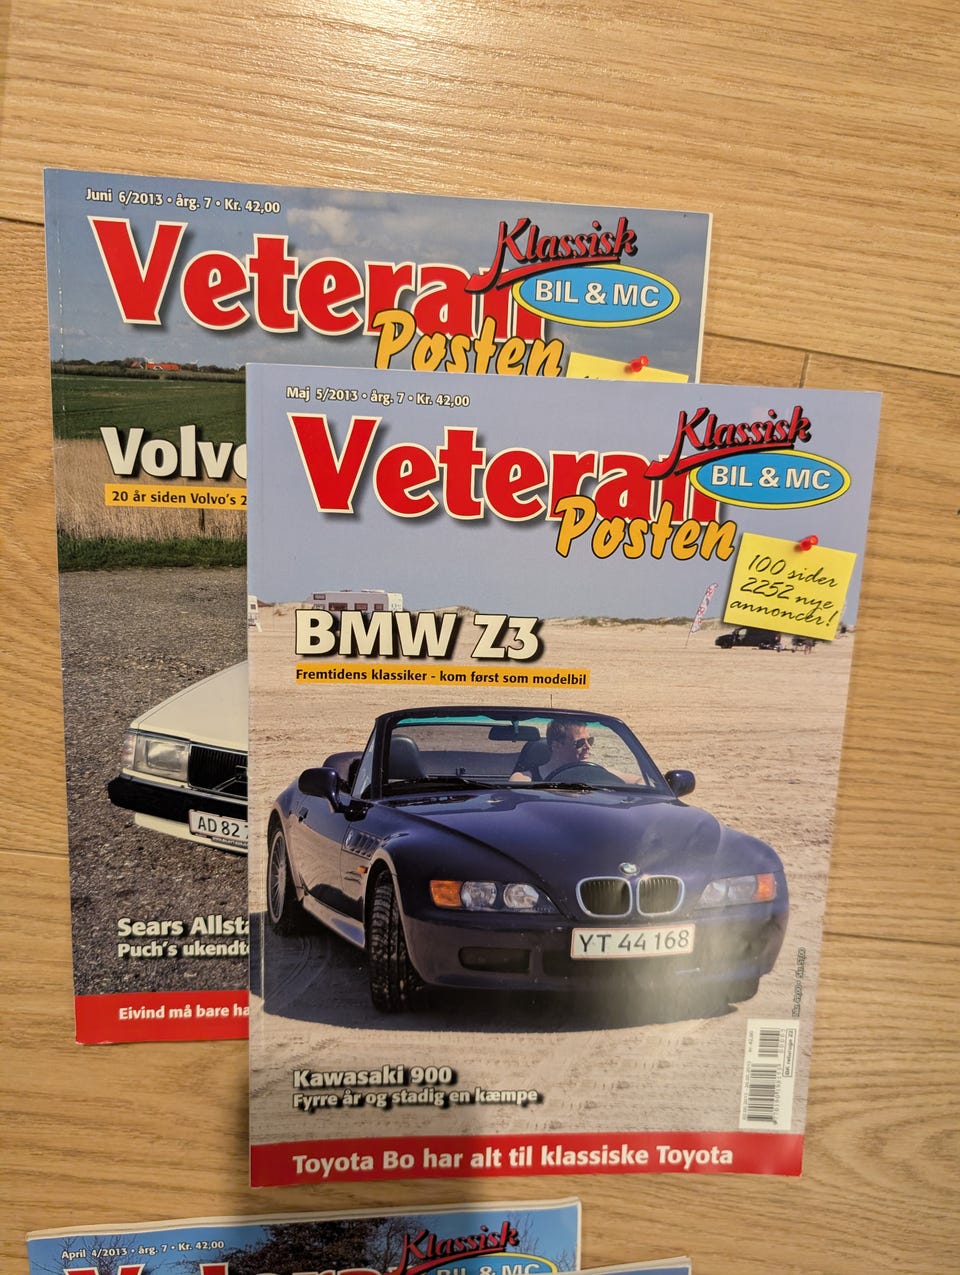 Juni 6/2013 • årg. 7 • Kr. 42,00
Veteran
Klassisk
BIL & MC
Posten
Volvo
20 år siden Volvo's 2
AD 82
Sears Allsta
Puch's ukendte
Eivind må bare ha
Maj 5/2013 • årg. 7 • Kr. 42,00
Veteran
Klassisk
BIL & MC
Posten
100 sider
2252 nye
annoncer!
BMW Z3
Fremtidens klassiker - kom først som modelbil
YT 44 168
Kawasaki 900
Fyrre år og stadig en kæmpe
Toyota Bo har alt til klassiske Toyota
April 4/2013 • årg. 7 • Kr. 42,00
Veteran
Klassisk
BIL & MC